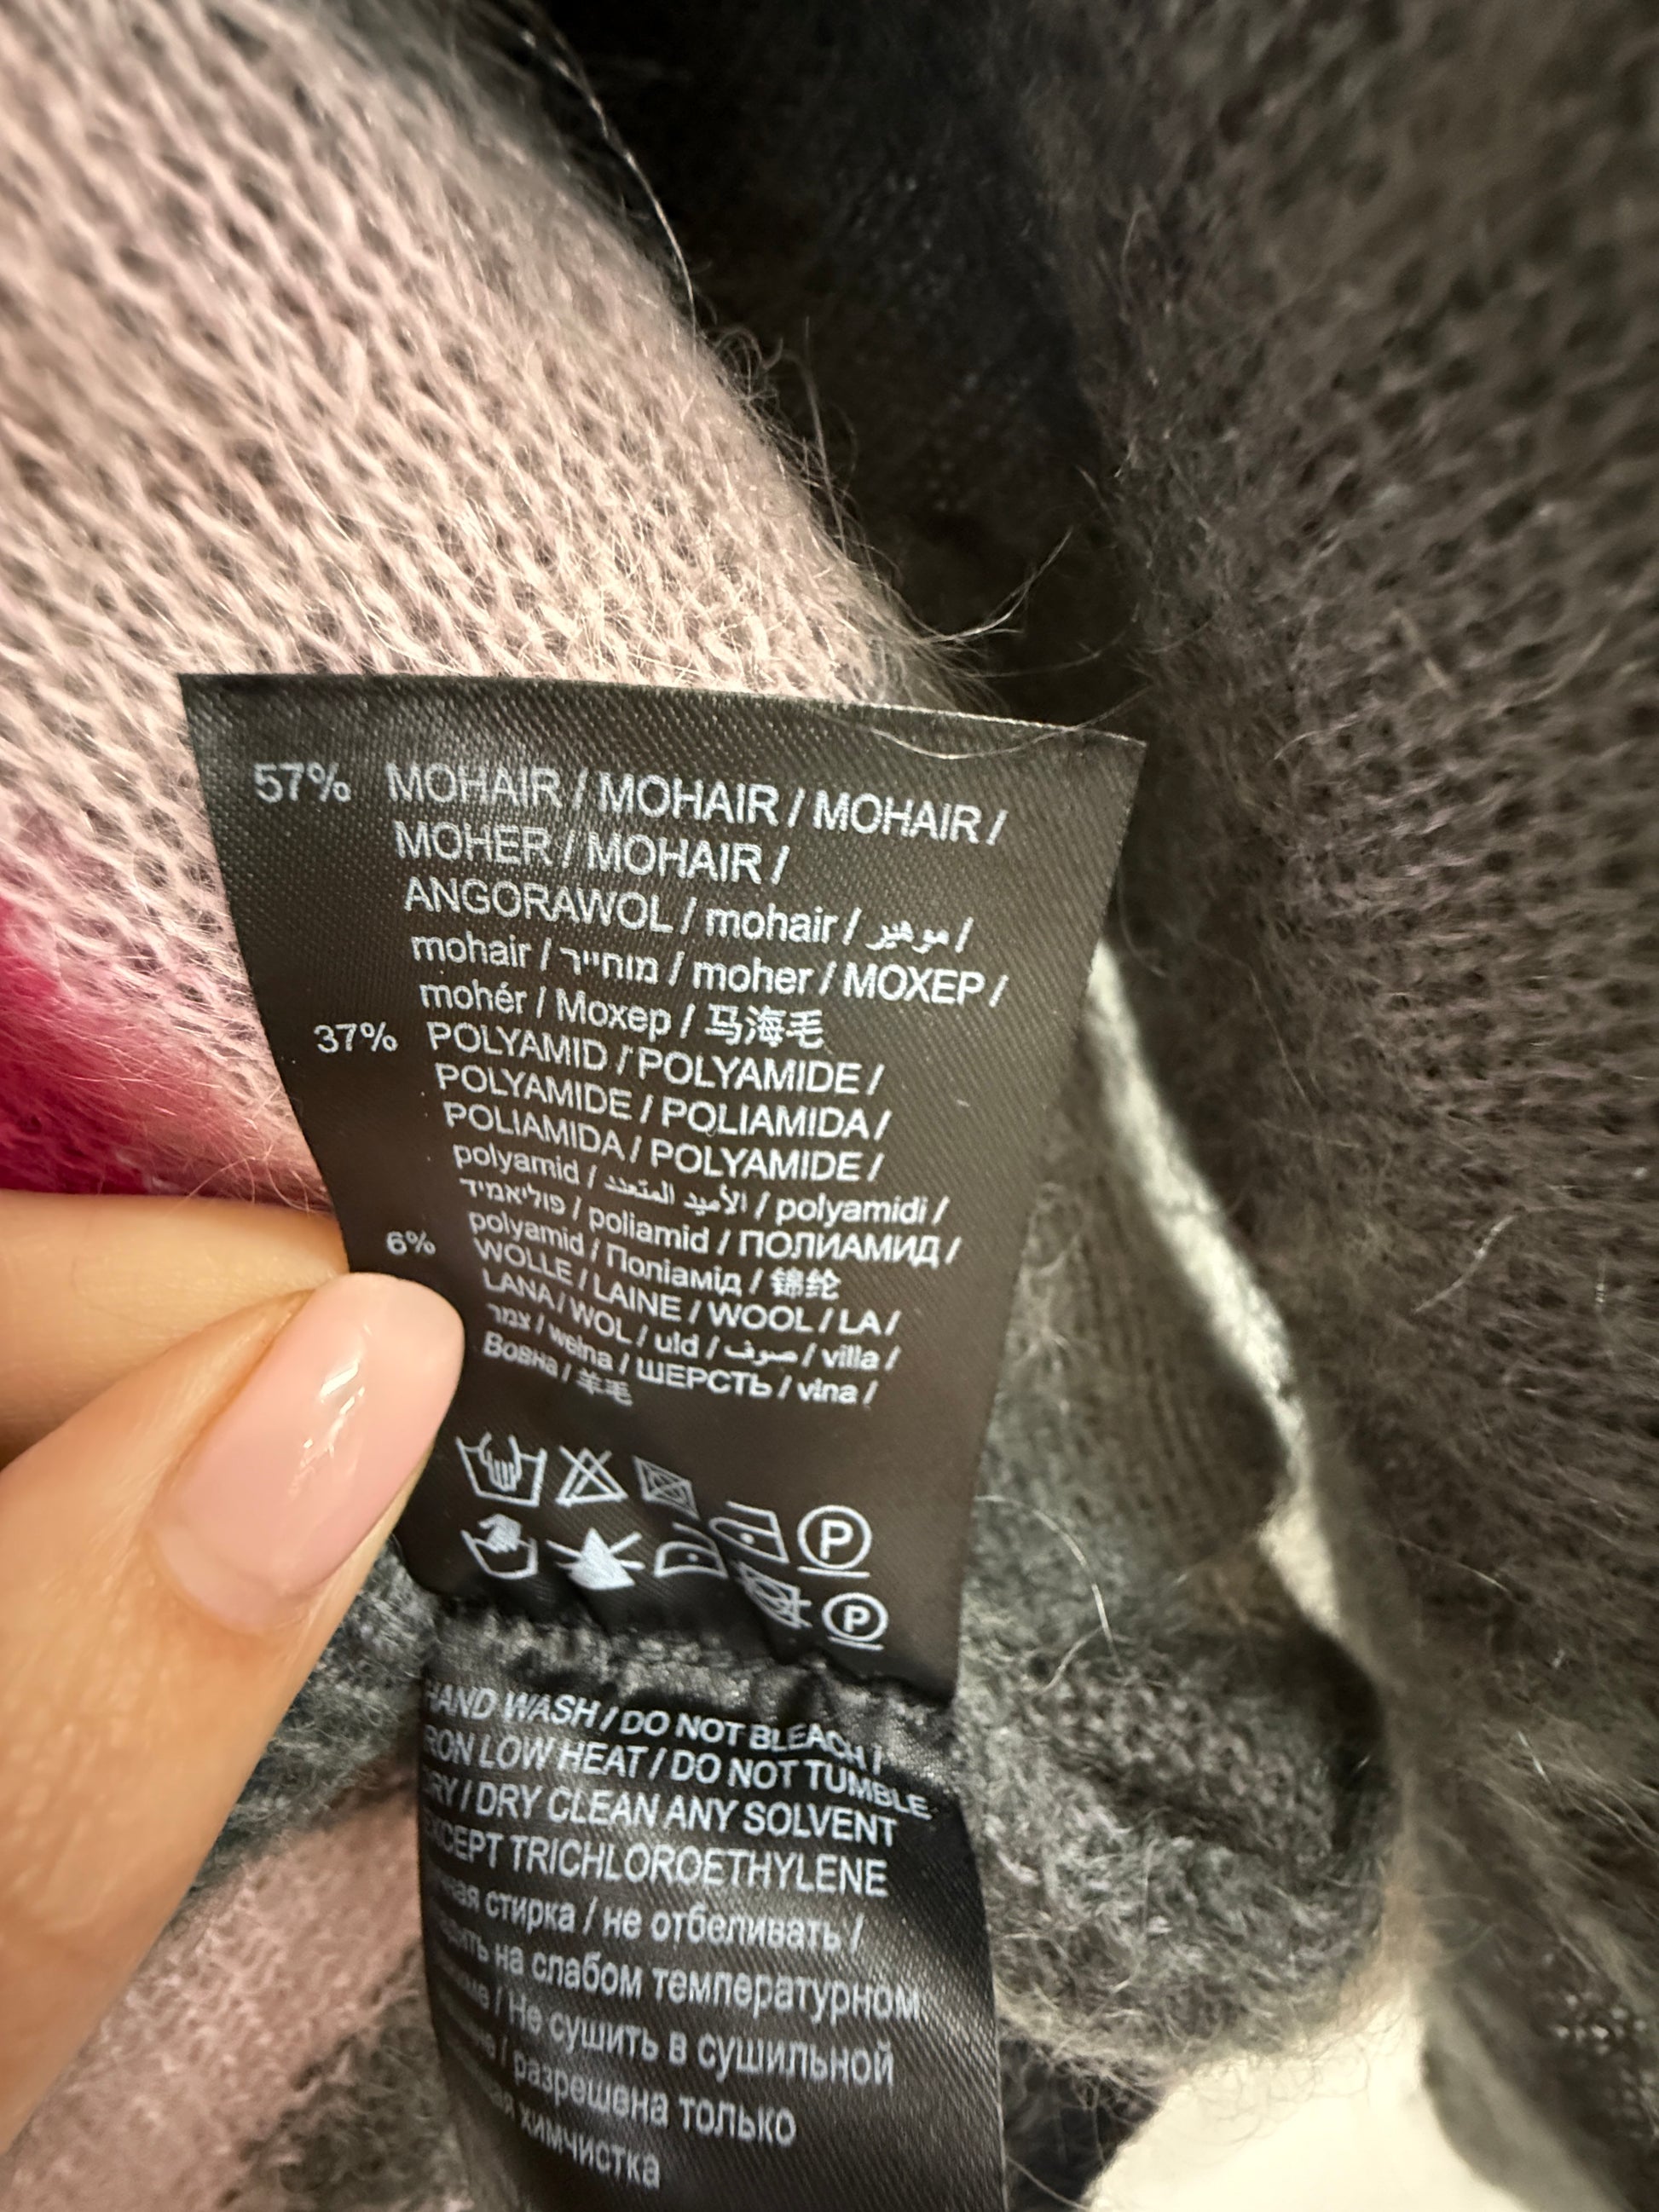 57% MOHAIR / MOHAIR / MOHAIR /
MOHER / MOHAIR /
ANGORAWOL / mohair / موهير /
mohair / מוחייר / moher / МОХЕР /
mohér / Мохер / 马海毛
37% POLYAMID / POLYAMIDE /
POLYAMIDE / POLIAMIDA /
POLIAMIDA / POLYAMIDE /
polyamid / الأميد المتعدد / polyamidi /
פוליאמיד / poliamid / ПОЛИАМИД /
polyamid / Поліамід / 锦纶
6% WOLLE / LAINE / WOOL / LA /
LANA / WOL / uld / صوف / villa /
צמר / wełna / ШЕРСТЬ / vlna /
Вовна / 羊毛
P
P
HAND WASH / DO NOT BLEACH /
IRON LOW HEAT / DO NOT TUMBLE
DRY / DRY CLEAN ANY SOLVENT
EXCEPT TRICHLOROETHYLENE
стирка / не отбеливать /
на слабом температурном
/ Не сушить в сушильной
/ разрешена только
химчистка